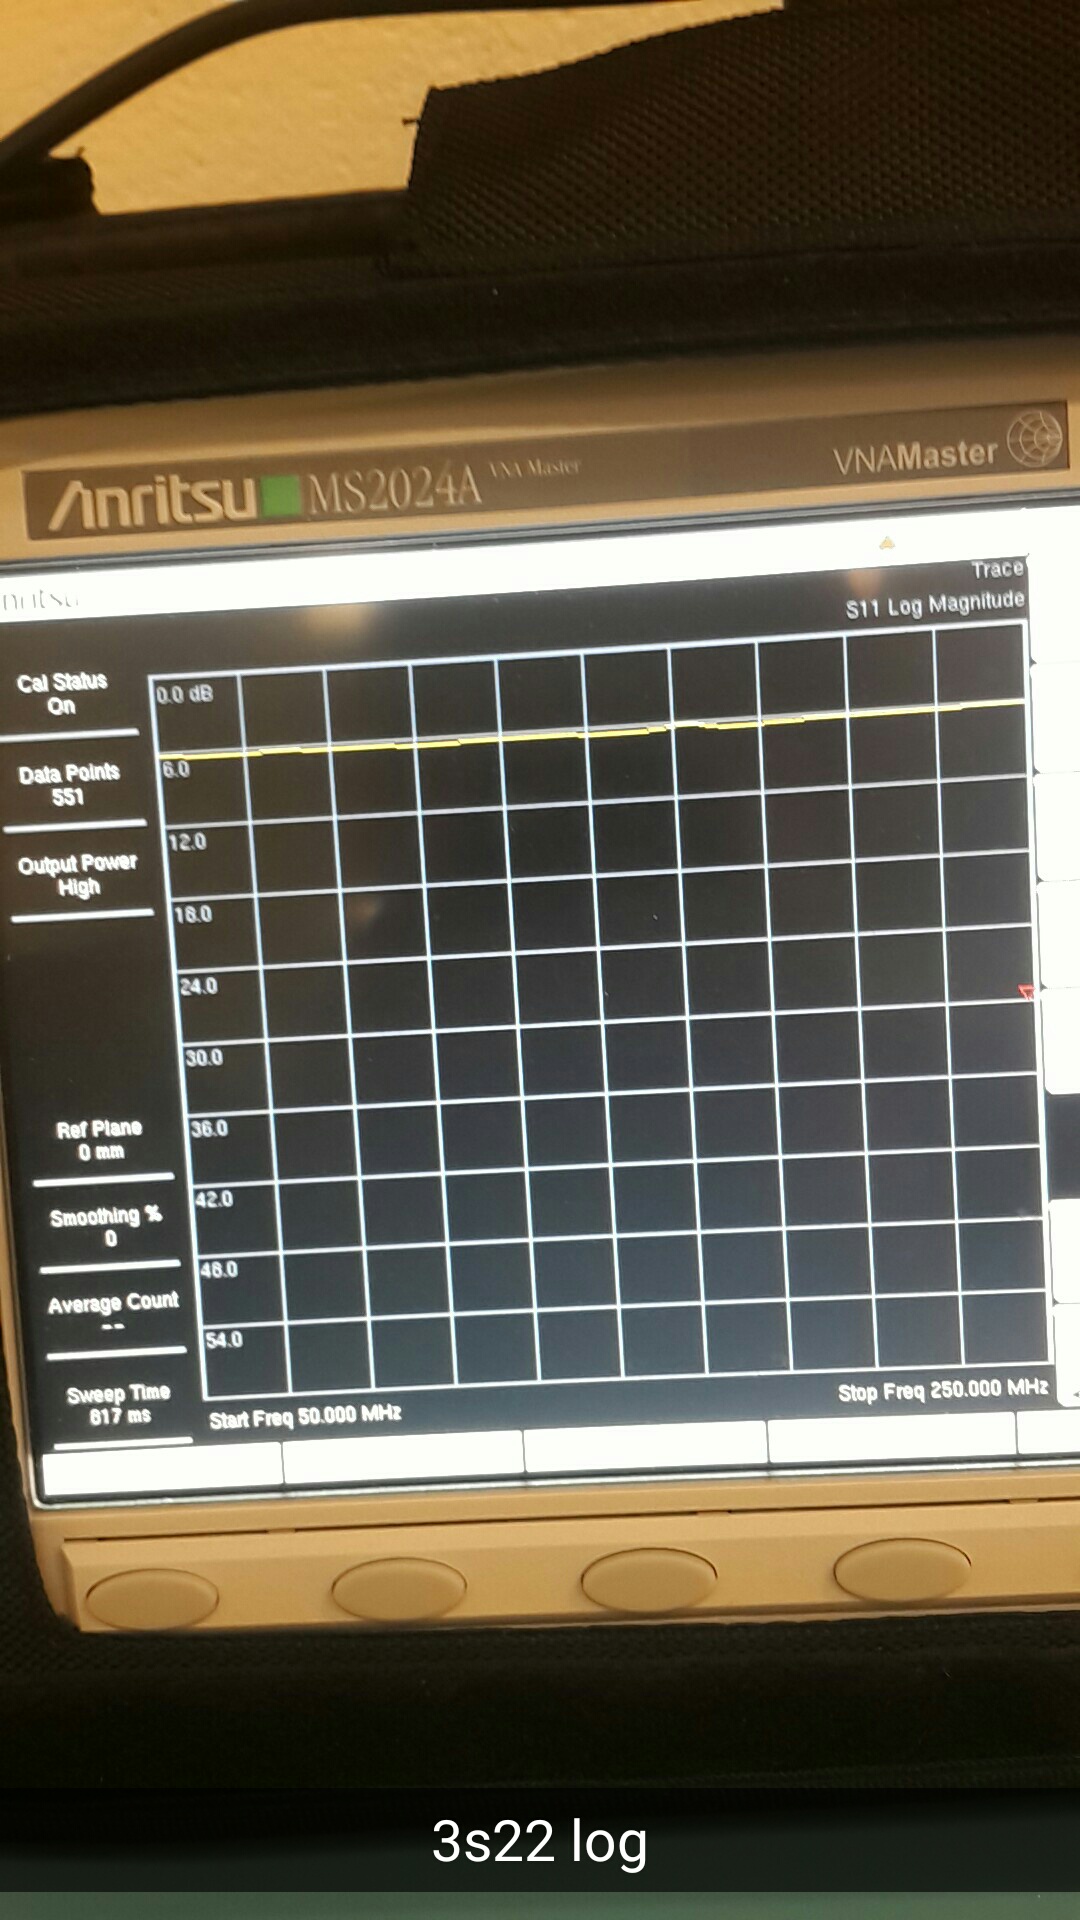 Anritsu MS2024A VNA Master
VNAMaster
Trace
S11 Log Magnitude
Cal Status
On
Data Points
551
Output Power
High
Ref Plane
0 mm
Smoothing %
0
Average Count
--
Sweep Time
817 ms
0.0 dB
6.0
12.0
18.0
24.0
30.0
36.0
42.0
48.0
54.0
Start Freq 50.000 MHz
Stop Freq 250.000 MHz
3s22 log